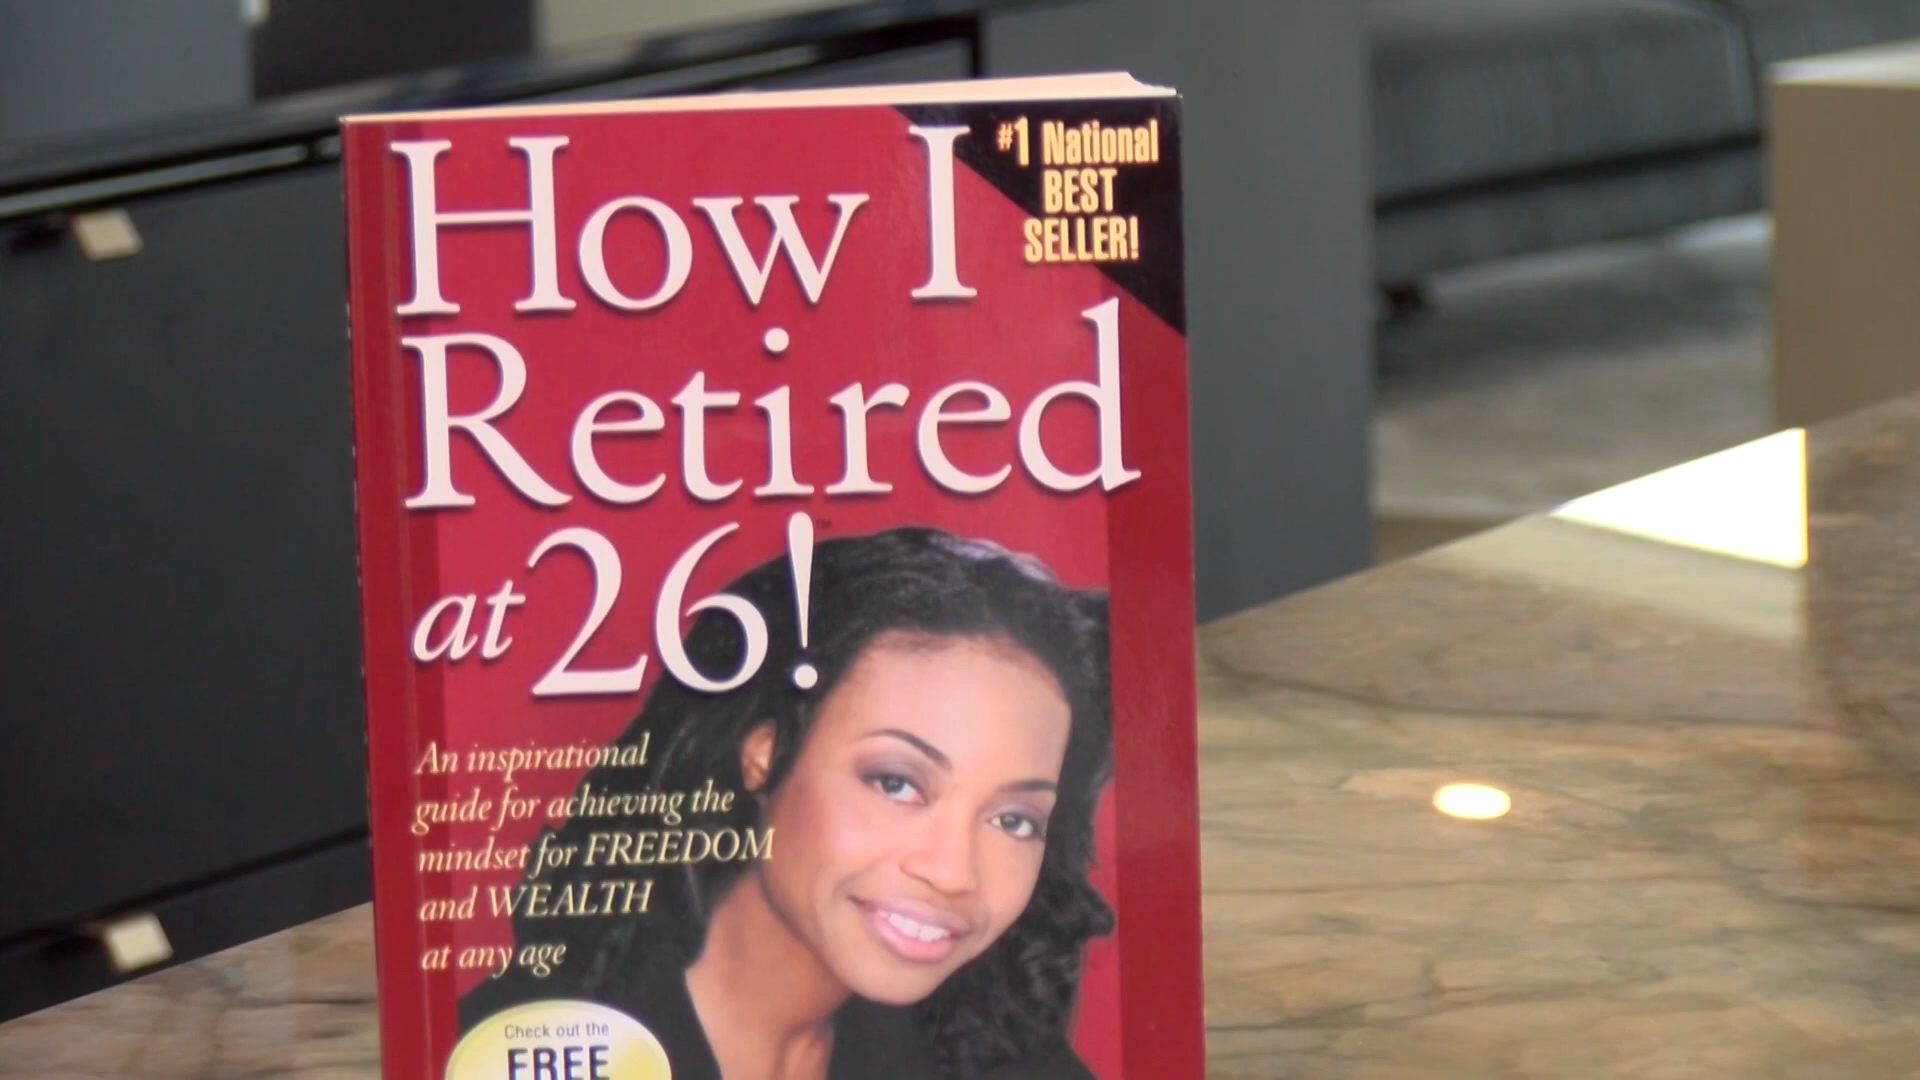 How I
#1 National
BEST
SELLER!
Retired
at 26!™
An inspirational
guide for achieving the
mindset for FREEDOM
and WEALTH
at any age
Check out the
FREE